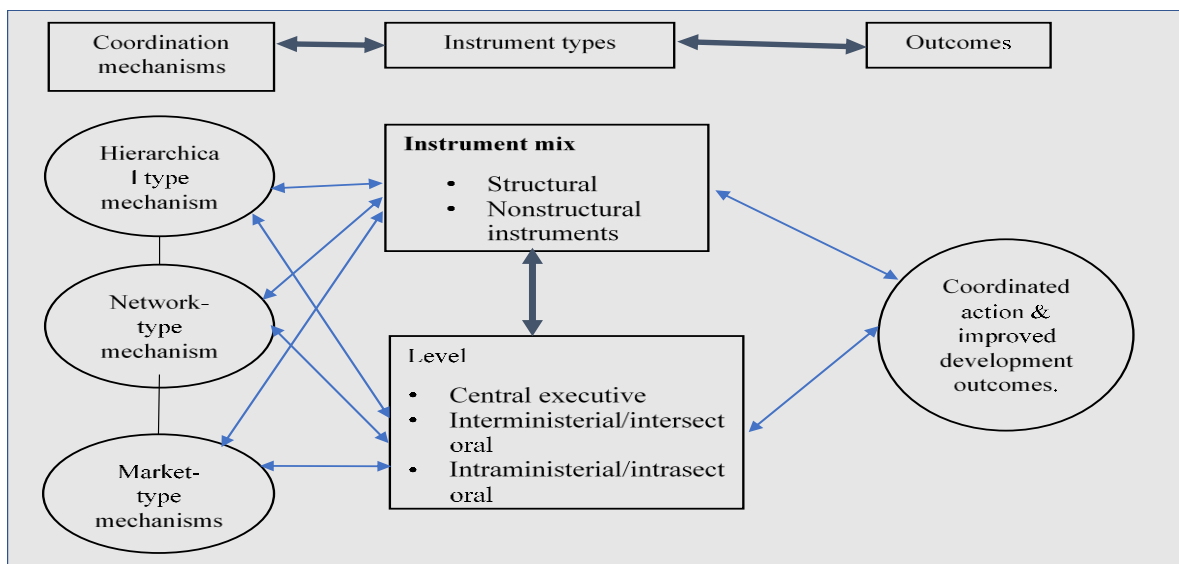 Coordination
mechanisms
Instrument types
Outcomes
Hierarchica
l type
mechanism
Network-
type
mechanism
Market-
type
mechanisms
Instrument mix
• Structural
• Nonstructural
instruments
Level
• Central executive
• Interministerial/intersect
oral
• Intraministerial/intrasect
oral
Coordinated
action &
improved
development
outcomes.